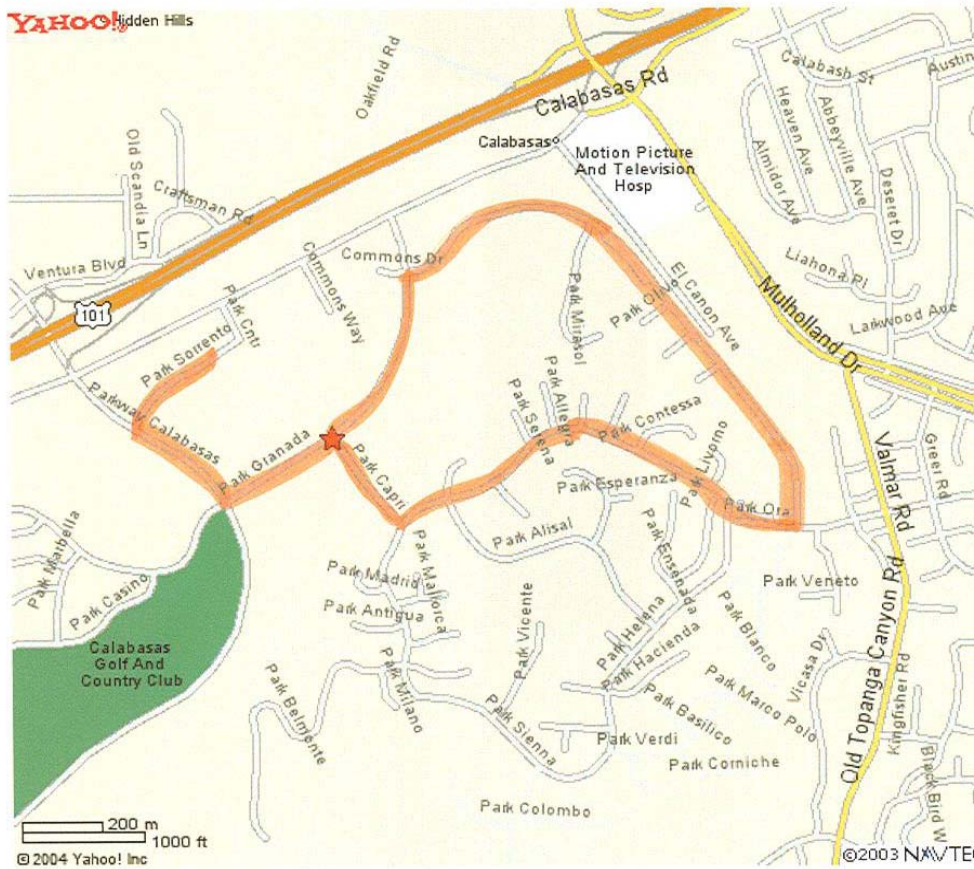 YAHOO!®
Hidden Hills
Oakfield Rd
Calabasas Rd
Calabash St
Austin
Heaven Ave
Abbeyville Ave
Almidor Ave
Deseret Dr
Calabasas
Motion Picture
And Television
Hosp
Old Scandia Ln
Craftsman Rd
Ventura Blvd
101
Commons Dr
Commons Way
Park Cntr
Park Sorrento
Parkway Calabasas
Park Granada
Park Capri
Park Mirasol
Park Olivo
El Canon Ave
Liahona Pl
Larkwood Ave
Mulholland Dr
Park Selena
Park Allegra
Park Contessa
Park Livorno
Park Esperanza
Park Ora
Valmar Rd
Greer Rd
Park Alisal
Park Ensenada
Park Marbella
Park Casino
Park Madrid
Park Mallorca
Park Antigua
Park Vicente
Park Helena
Park Hacienda
Park Blanco
Park Veneto
Calabasas
Golf And
Country Club
Park Belmonte
Park Milano
Park Sienna
Park Verdi
Park Basilico
Park Marco Polo
Park Corniche
Park Colombo
Vicasa Dr
Old Topanga Canyon Rd
Kingfisher Rd
Black Bird W
200 m
1000 ft
© 2004 Yahoo! Inc
©2003 NAVTEC